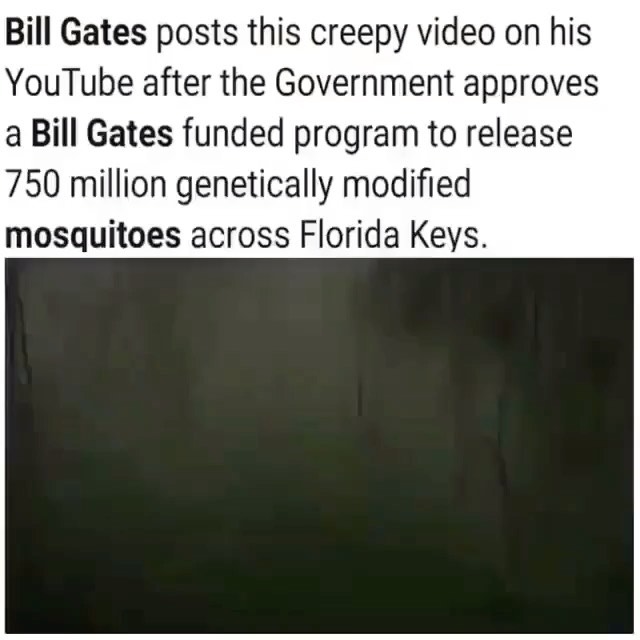 Bill Gates posts this creepy video on his
YouTube after the Government approves
a Bill Gates funded program to release
750 million genetically modified
mosquitoes across Florida Keys.